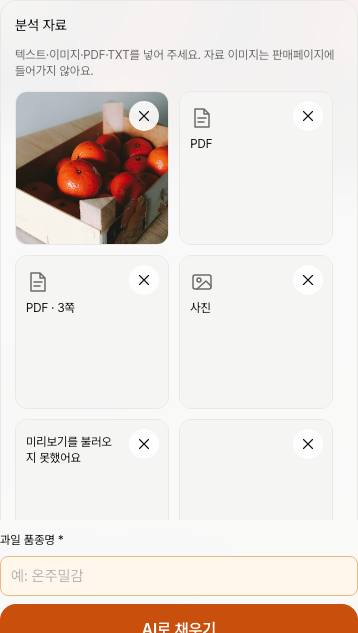 분석 자료
텍스트·이미지·PDF·TXT를 넣어 주세요. 자료 이미지는 판매페이지에
들어가지 않아요.
PDF
PDF · 3쪽
사진
미리보기를 불러오
지 못했어요
과일 품종명 *
예: 온주밀감
AI로 채우기